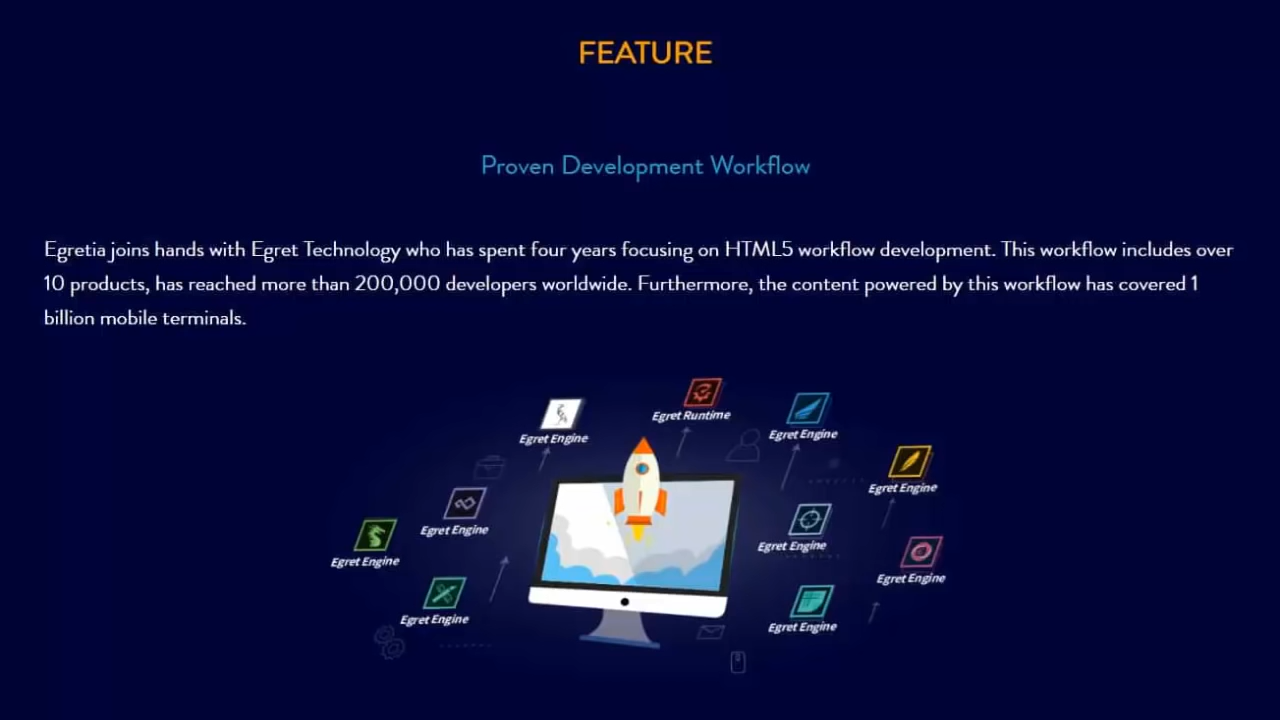 FEATURE
Proven Development Workflow
Egretia joins hands with Egret Technology who has spent four years focusing on HTML5 workflow development. This workflow includes over
10 products, has reached more than 200,000 developers worldwide. Furthermore, the content powered by this workflow has covered 1
billion mobile terminals.
Egret Runtime
Egret Engine
Egret Engine
Egret Engine
Egret Engine
Egret Engine
Egret Engine
Egret Engine
Egret Engine
Egret Engine